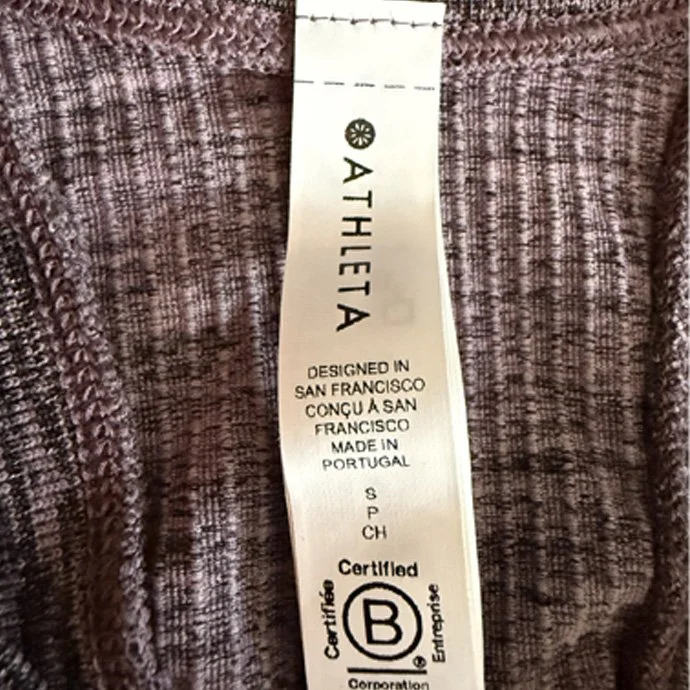 ATHLETA
DESIGNED IN
SAN FRANCISCO
CONÇU À SAN
FRANCISCO
MADE IN
PORTUGAL
S
P
CH
Certified
Certifiée
B
®
Entreprise
Corporation